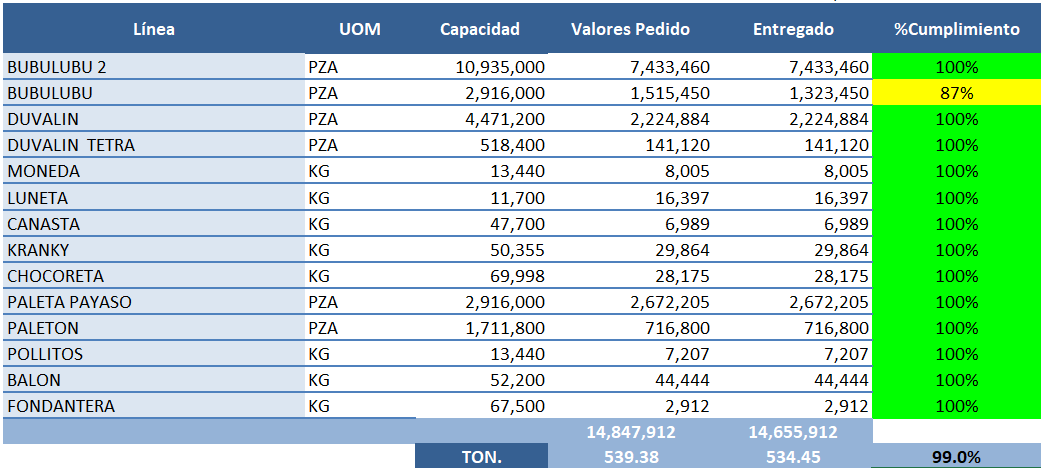 Línea UOM Capacidad Valores Pedido Entregado %Cumplimiento
BUBULUBU 2 PZA 10,935,000 7,433,460 7,433,460 100%
BUBULUBU PZA 2,916,000 1,515,450 1,323,450 87%
DUVALIN PZA 4,471,200 2,224,884 2,224,884 100%
DUVALIN TETRA PZA 518,400 141,120 141,120 100%
MONEDA KG 13,440 8,005 8,005 100%
LUNETA KG 11,700 16,397 16,397 100%
CANASTA KG 47,700 6,989 6,989 100%
KRANKY KG 50,355 29,864 29,864 100%
CHOCORETA KG 69,998 28,175 28,175 100%
PALETA PAYASO PZA 2,916,000 2,672,205 2,672,205 100%
PALETON PZA 1,711,800 716,800 716,800 100%
POLLITOS KG 13,440 7,207 7,207 100%
BALON KG 52,200 44,444 44,444 100%
FONDANTERA KG 67,500 2,912 2,912 100%
14,847,912 14,655,912
TON. 539.38 534.45 99.0%